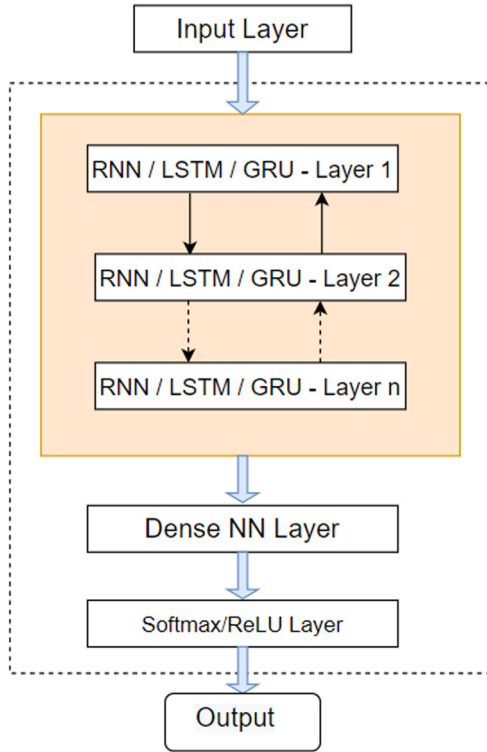 Input Layer
RNN / LSTM / GRU - Layer 1
RNN / LSTM / GRU - Layer 2
RNN / LSTM / GRU - Layer n
Dense NN Layer
Softmax/ReLU Layer
Output